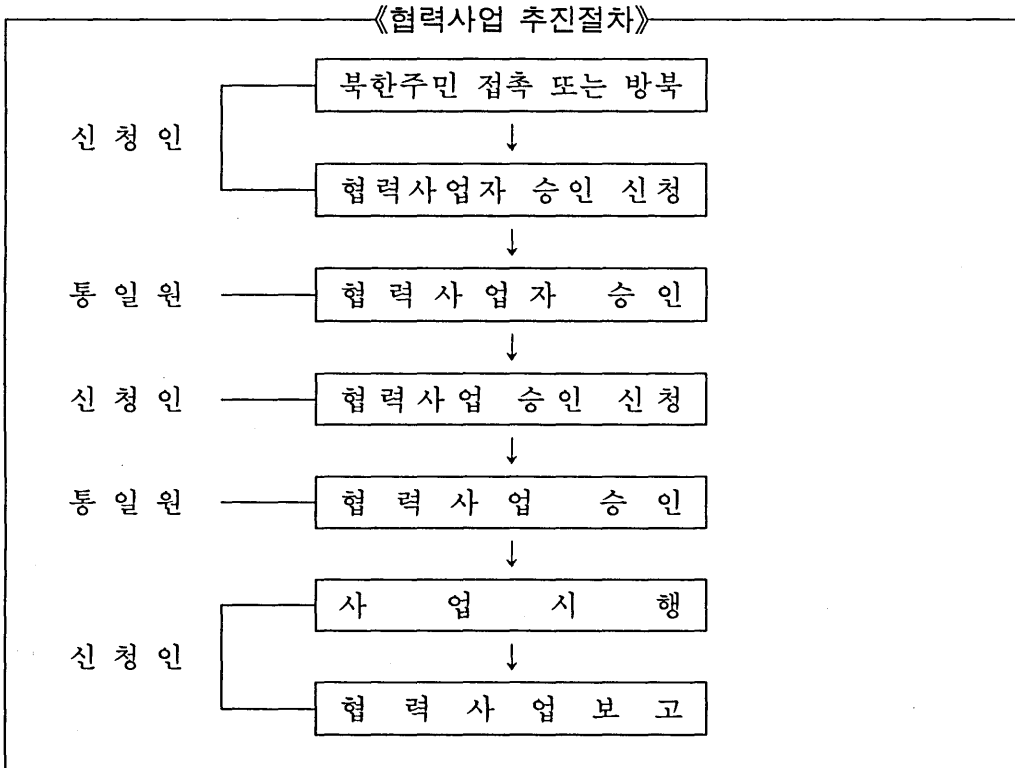 《협력사업 추진절차》
북한주민 접촉 또는 방북
신 청 인
↓
협력사업자 승인 신청
↓
통 일 원 협 력 사 업 자 승 인
↓
신 청 인 협 력 사 업 승 인 신 청
↓
통 일 원 협 력 사 업 승 인
↓
사 업 시 행
신 청 인
↓
협 력 사 업 보 고